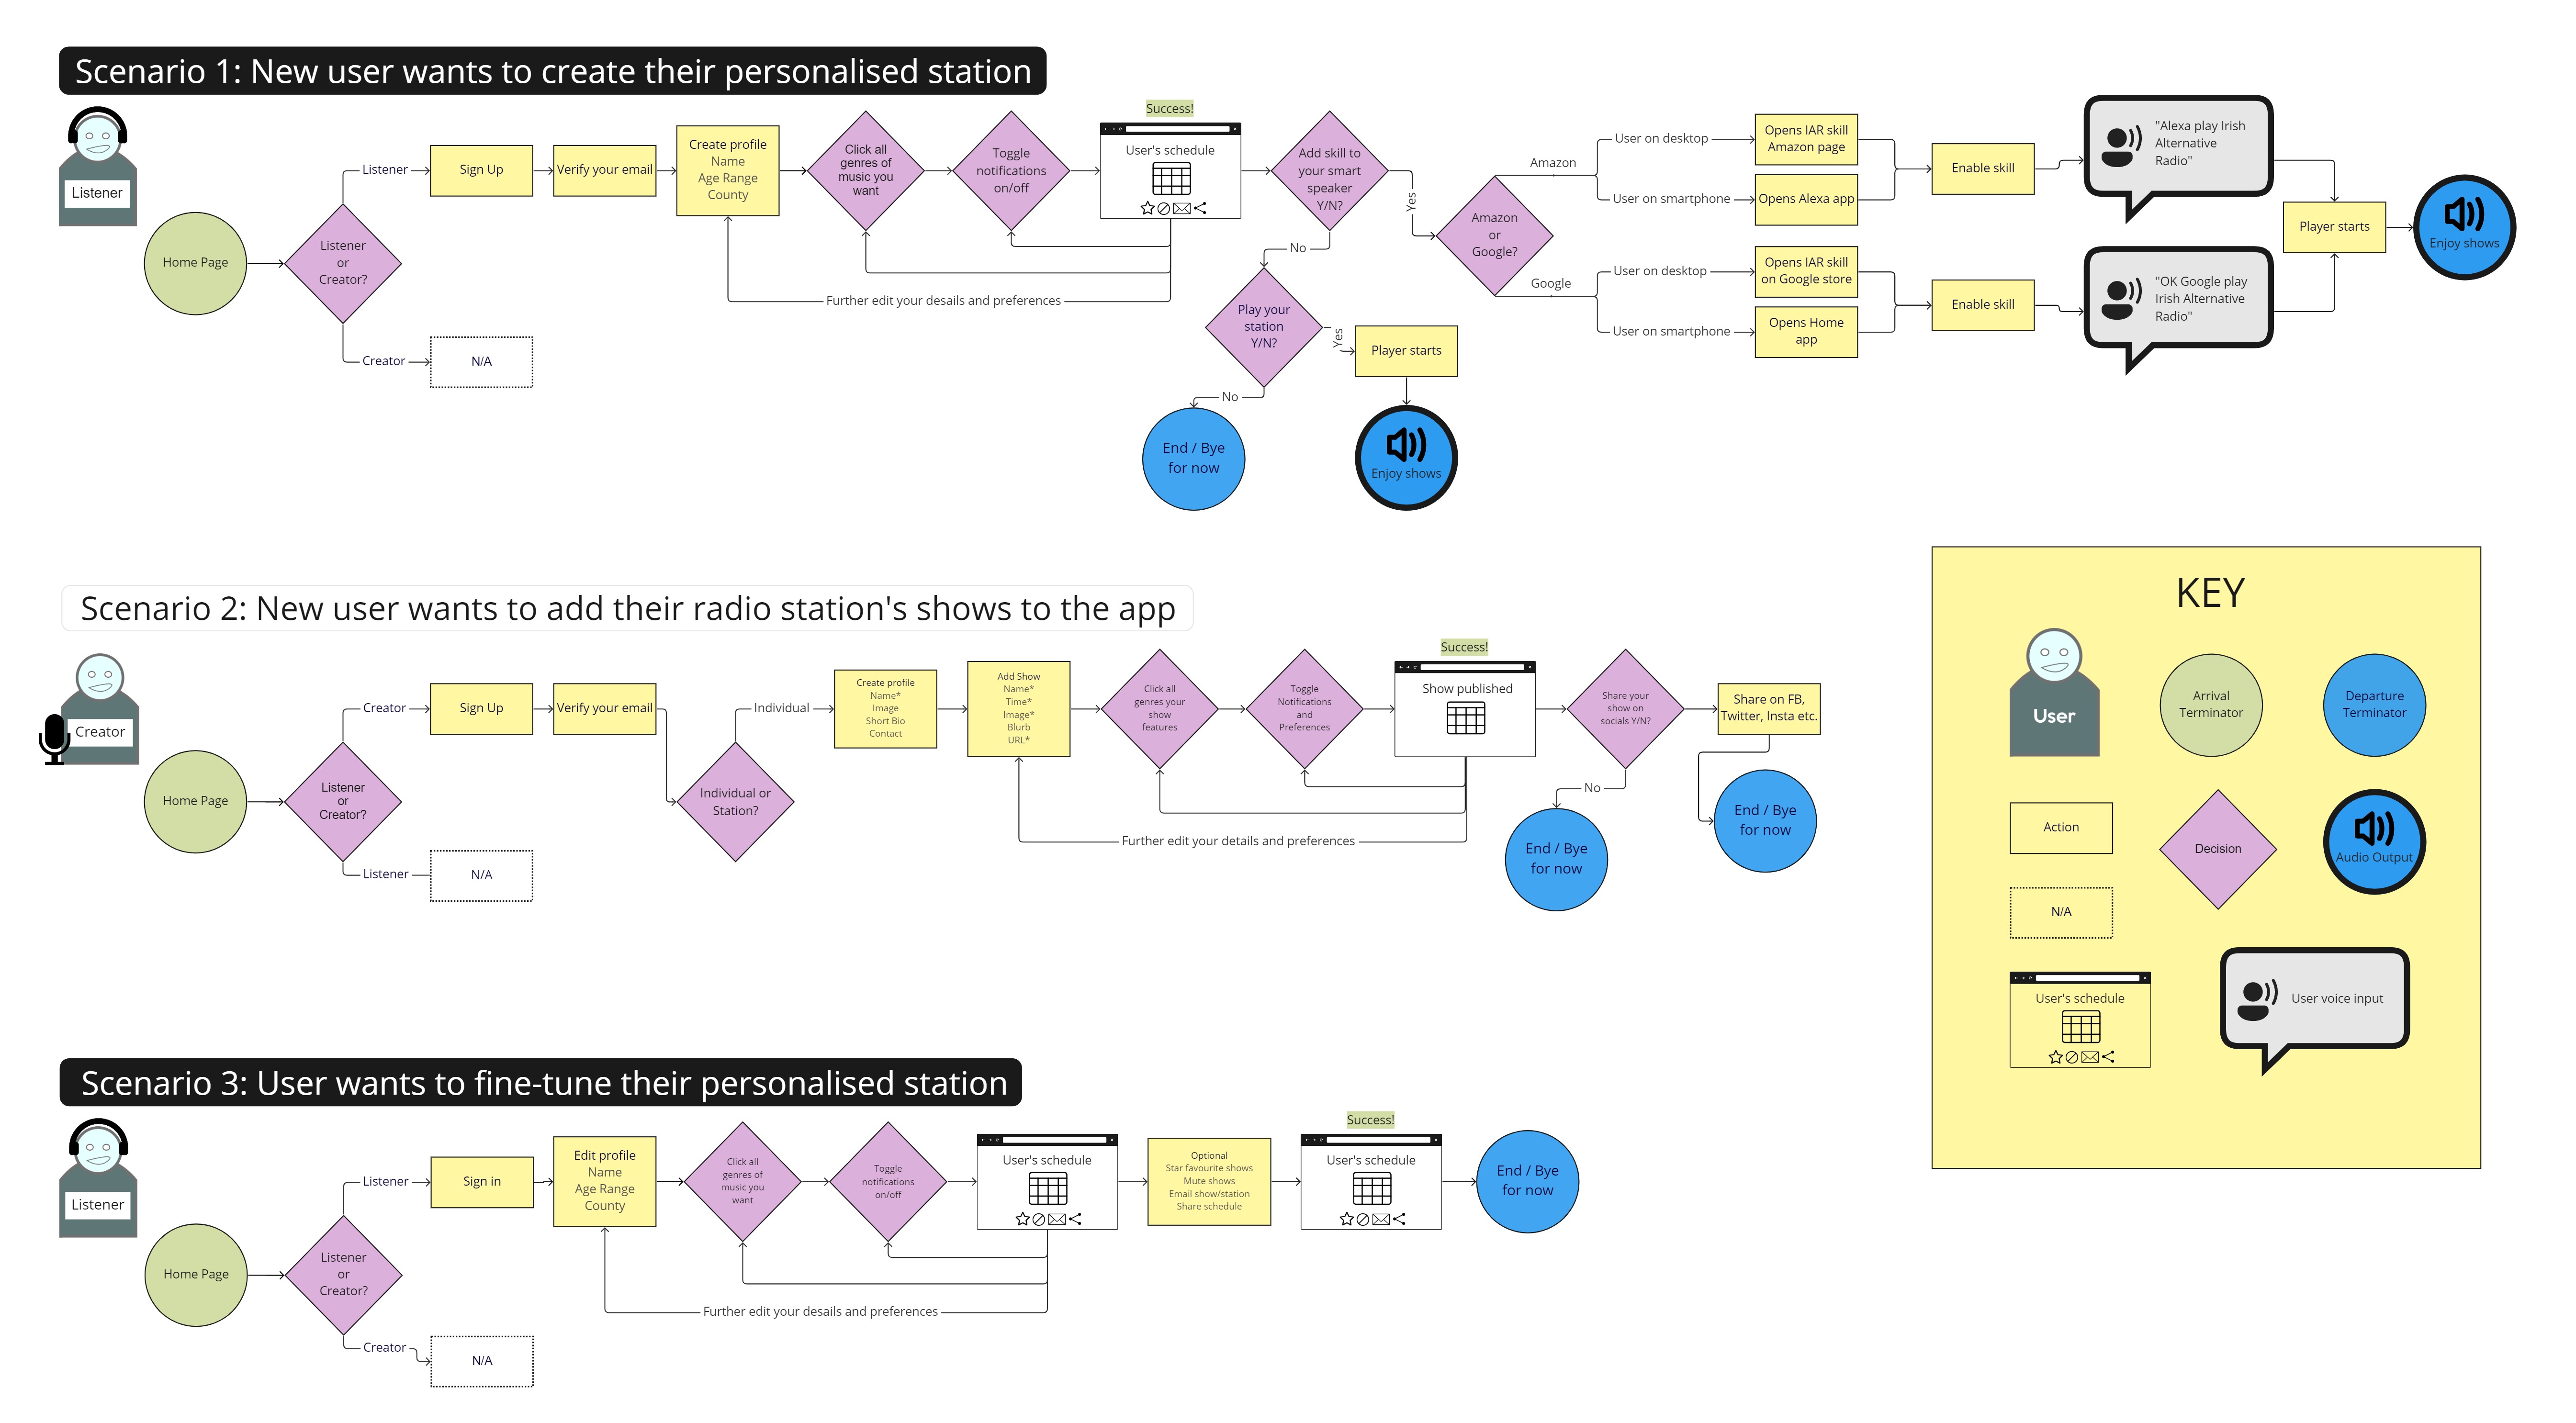 Scenario 1: New user wants to create their personalised station
Listener
Home Page
Listener
or
Creator?
Listener
Sign Up
Verify your email
Create profile
Name
Age Range
County
Click all
genres of
music you
want
Toggle
notifications
on/off
Success!
User's schedule
Further edit your desails and preferences
Creator
N/A
Add skill to
your smart
speaker
Y/N?
No
Play your
station
Y/N?
Yes
Player starts
Enjoy shows
No
End / Bye
for now
Yes
Amazon
or
Google?
Amazon
User on desktop
Opens IAR skill
Amazon page
User on smartphone
Opens Alexa app
Enable skill
"Alexa play Irish
Alternative
Radio"
Google
User on desktop
Opens IAR skill
on Google store
User on smartphone
Opens Home
app
Enable skill
"OK Google play
Irish Alternative
Radio"
Player starts
Enjoy shows
Scenario 2: New user wants to add their radio station's shows to the app
Creator
Home Page
Listener
or
Creator?
Creator
Sign Up
Verify your email
Listener
N/A
Individual or
Station?
Individual
Create profile
Name*
Image
Short Bio
Contact
Add Show
Name*
Time*
Image*
Blurb
URL*
Click all
genres your
show
features
Toggle
Notifications
and
Preferences
Success!
Show published
Further edit your details and preferences
Share your
show on
socials Y/N?
Share on FB,
Twitter, Insta etc.
End / Bye
for now
No
End / Bye
for now
KEY
User
Arrival
Terminator
Departure
Terminator
Action
Decision
Audio Output
N/A
User's schedule
User voice input
Scenario 3: User wants to fine-tune their personalised station
Listener
Home Page
Listener
or
Creator?
Listener
Sign in
Edit profile
Name
Age Range
County
Click all
genres of
music you
want
Toggle
notifications
on/off
User's schedule
Further edit your desails and preferences
Optional
Star favourite shows
Mute shows
Email show/station
Share schedule
Success!
User's schedule
End / Bye
for now
Creator
N/A